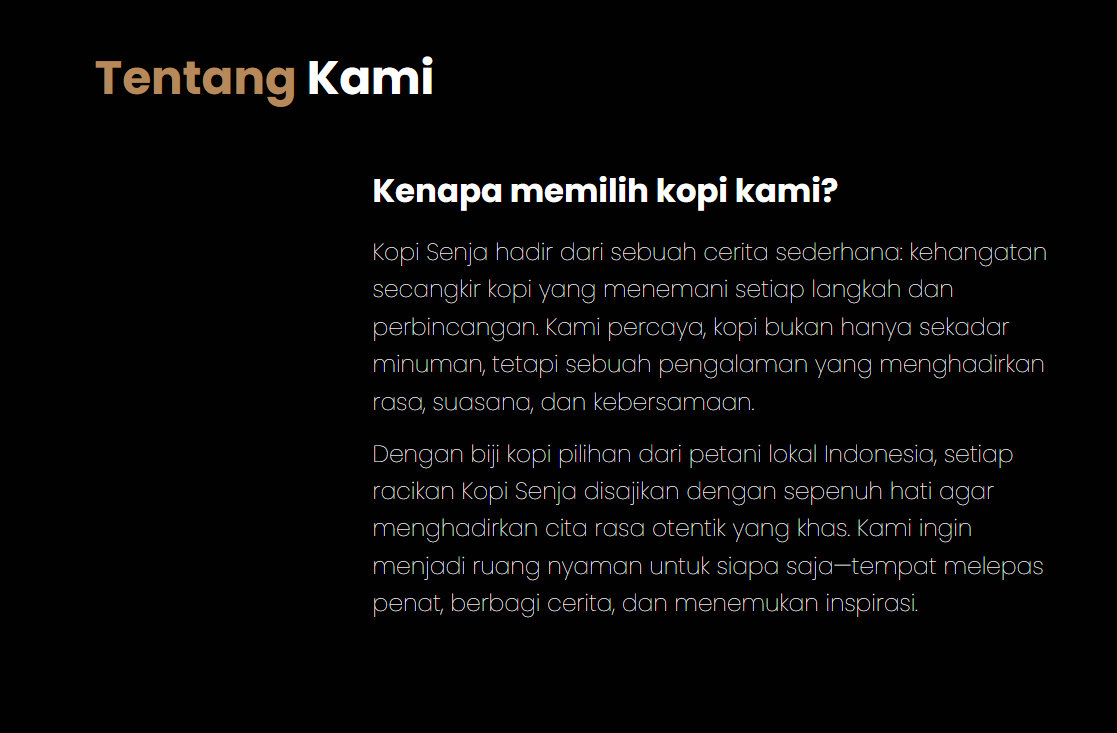 Tentang Kami
Kenapa memilih kopi kami?
Kopi Senja hadir dari sebuah cerita sederhana: kehangatan
secangkir kopi yang menemani setiap langkah dan
perbincangan. Kami percaya, kopi bukan hanya sekadar
minuman, tetapi sebuah pengalaman yang menghadirkan
rasa, suasana, dan kebersamaan.
Dengan biji kopi pilihan dari petani lokal Indonesia, setiap
racikan Kopi Senja disajikan dengan sepenuh hati agar
menghadirkan cita rasa otentik yang khas. Kami ingin
menjadi ruang nyaman untuk siapa saja—tempat melepas
penat, berbagi cerita, dan menemukan inspirasi.